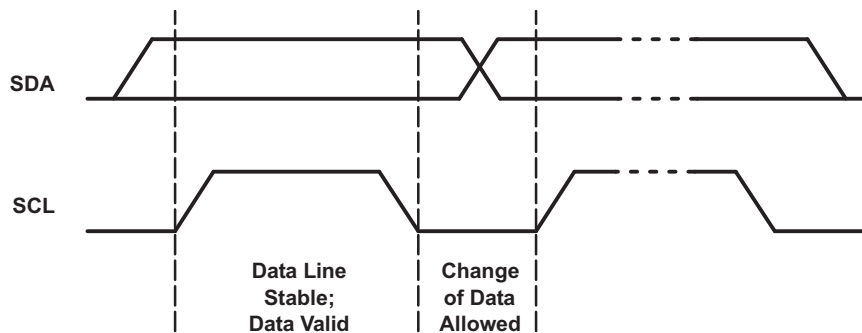 SDA
SCL
Data Line
Stable;
Data Valid
Change
of Data
Allowed